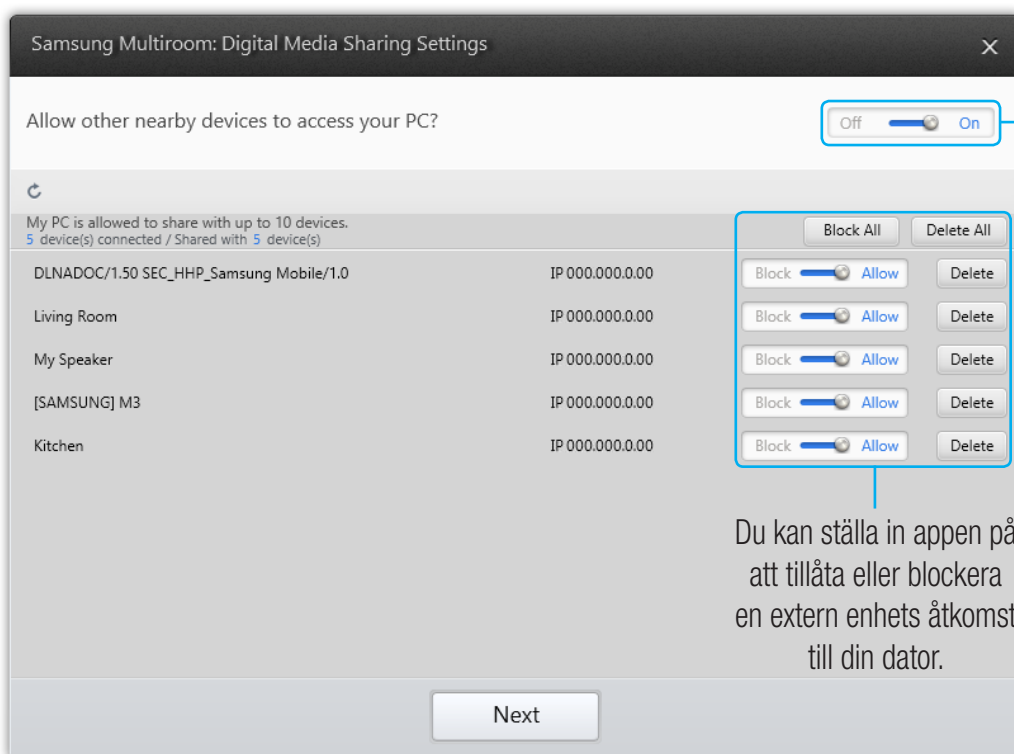 Samsung Multiroom: Digital Media Sharing Settings
Allow other nearby devices to access your PC?
Off On
My PC is allowed to share with up to 10 devices.
5 device(s) connected / Shared with 5 device(s)
Block All Delete All
DLNADOC/1.50 SEC_HHP_Samsung Mobile/1.0 IP 000.000.0.00 Block Allow Delete
Living Room IP 000.000.0.00 Block Allow Delete
My Speaker IP 000.000.0.00 Block Allow Delete
[SAMSUNG] M3 IP 000.000.0.00 Block Allow Delete
Kitchen IP 000.000.0.00 Block Allow Delete
Du kan ställa in appen på
att tillåta eller blockera
en extern enhets åtkomst
till din dator.
Next